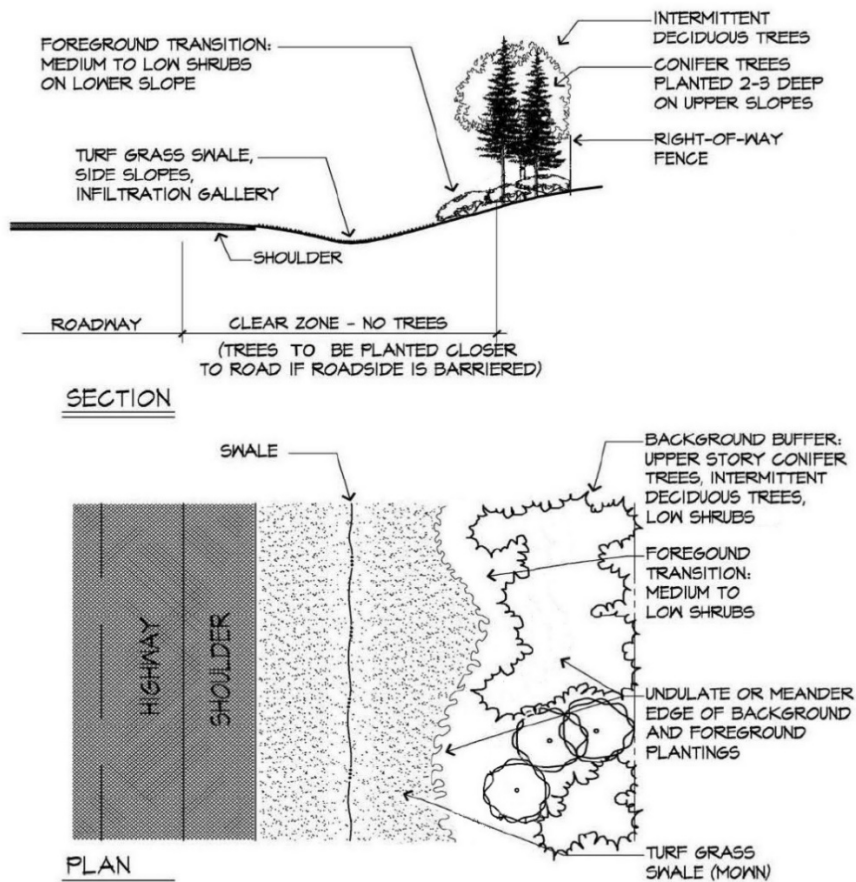 INTERMITTENT
DECIDUOUS TREES
FOREGROUND TRANSITION:
MEDIUM TO LOW SHRUBS
ON LOWER SLOPE
CONIFER TREES
PLANTED 2-3 DEEP
ON UPPER SLOPES
RIGHT-OF-WAY
FENCE
TURF GRASS SWALE,
SIDE SLOPES,
INFILTRATION GALLERY
SHOULDER
ROADWAY
CLEAR ZONE - NO TREES
(TREES TO BE PLANTED CLOSER
TO ROAD IF ROADSIDE IS BARRIERED)
SECTION
SWALE
BACKGROUND BUFFER:
UPPER STORY CONIFER
TREES, INTERMITTENT
DECIDUOUS TREES,
LOW SHRUBS
FOREGOUND
TRANSITION:
MEDIUM TO
LOW SHRUBS
HIGHWAY
SHOULDER
UNDULATE OR MEANDER
EDGE OF BACKGROUND
AND FOREGROUND
PLANTINGS
TURF GRASS
SWALE (MOWN)
PLAN